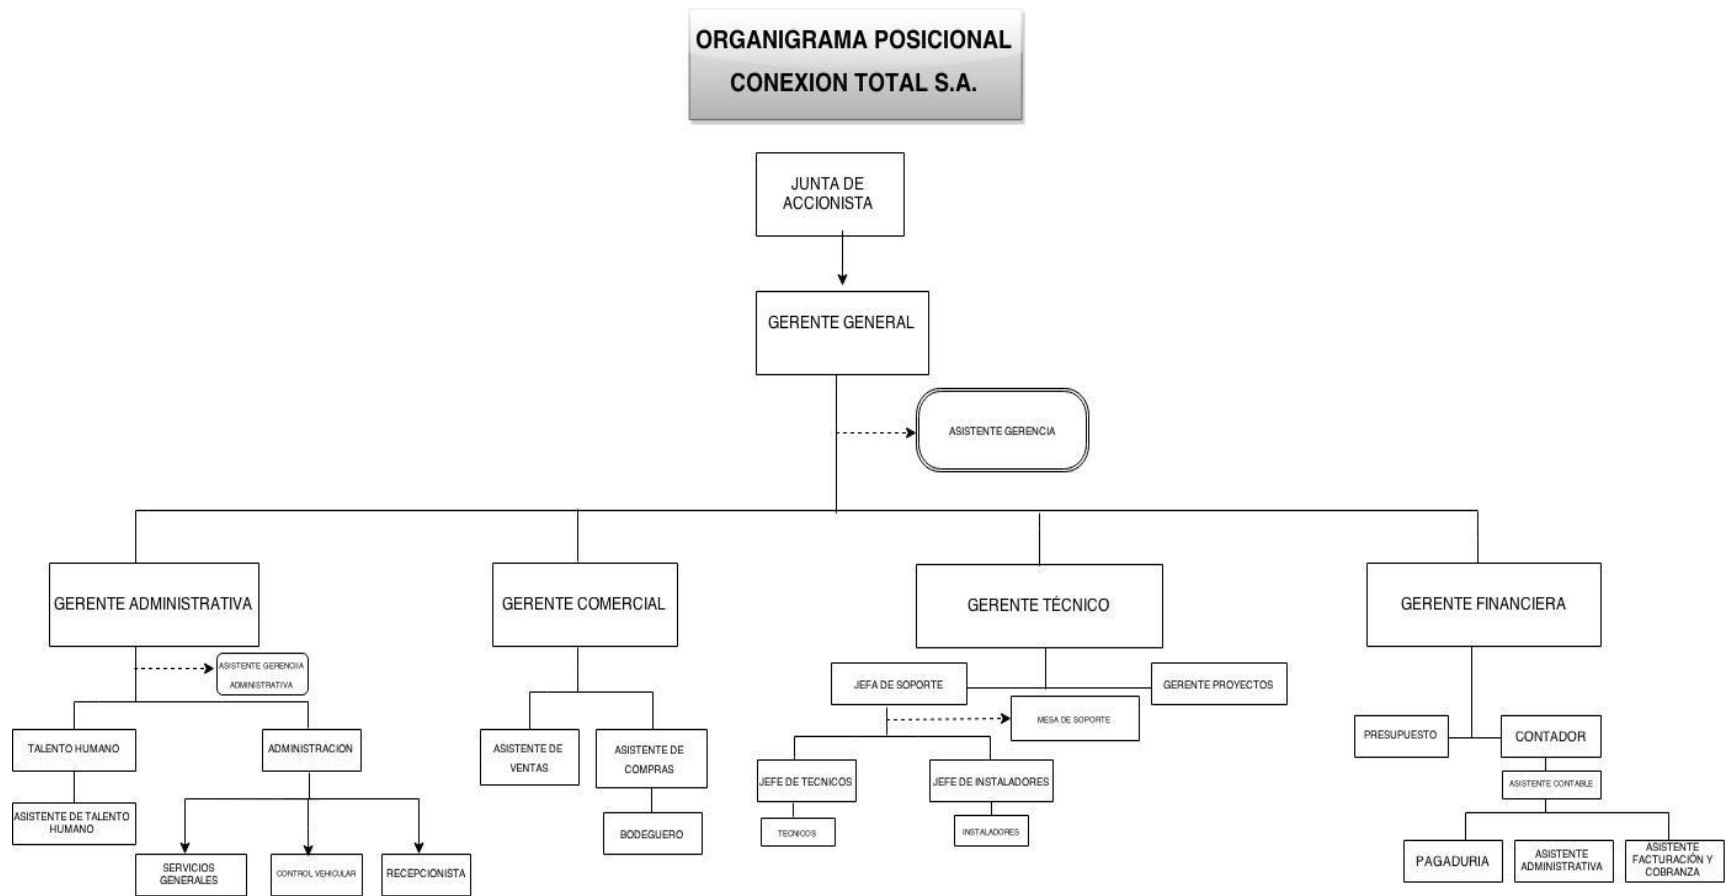 ORGANIGRAMA POSICIONAL
CONEXION TOTAL S.A.
JUNTA DE
ACCIONISTA
GERENTE GENERAL
ASISTENTE GERENCIA
GERENTE ADMINISTRATIVA
GERENTE COMERCIAL
GERENTE TÉCNICO
GERENTE FINANCIERA
ASISTENTE GERENCIIA
ADMINISTRATIVA
JEFA DE SOPORTE
GERENTE PROYECTOS
MESA DE SOPORTE
TALENTO HUMANO
ADMINISTRACION
ASISTENTE DE
VENTAS
ASISTENTE DE
COMPRAS
PRESUPUESTO
CONTADOR
JEFE DE TECNICOS
JEFE DE INSTALADORES
ASISTENTE CONTABLE
ASISTENTE DE TALENTO
HUMANO
BODEGUERO
TECNICOS
INSTALADORES
SERVICIOS
GENERALES
CONTROL VEHICULAR
RECEPCIONISTA
PAGADURIA
ASISTENTE
ADMINISTRATIVA
ASISTENTE
FACTURACIÓN Y
COBRANZA